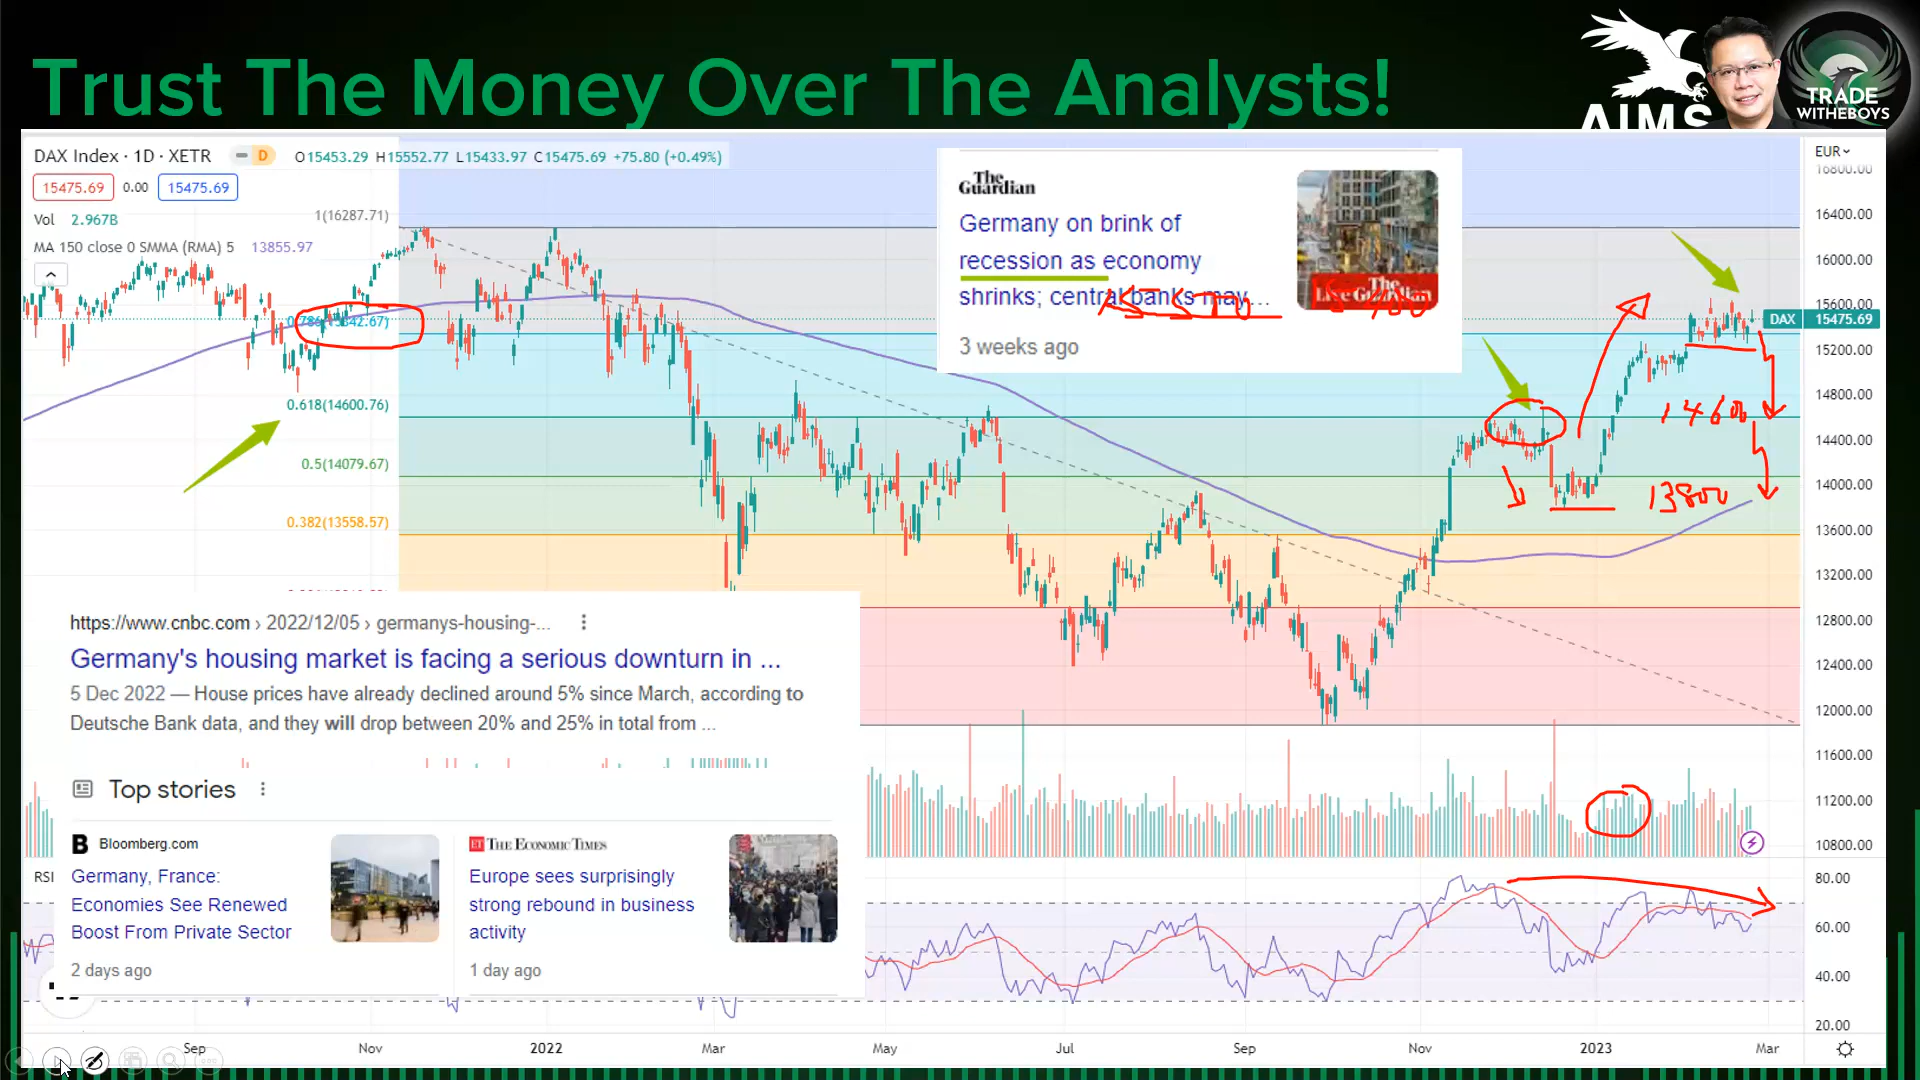 Trust The Money Over The Analysts!
AIMS
TRADE
WITHEBOYS
DAX Index · 1D · XETR
D
O15453.29 H15552.77 L15433.97 C15475.69 +75.80 (+0.49%)
15475.69
0.00
15475.69
Vol 2.967B
MA 150 close 0 SMMA (RMA) 5 13855.97
1(16287.71)
0.618(14600.76)
0.5(14079.67)
0.382(13558.57)
The Guardian
Germany on brink of
recession as economy
shrinks; central banks may...
3 weeks ago
The
14600
13800
EUR
16800.00
16400.00
16000.00
15600.00
DAX 15475.69
15200.00
14800.00
14400.00
14000.00
13600.00
13200.00
12800.00
12400.00
12000.00
11600.00
11200.00
10800.00
80.00
60.00
40.00
20.00
https://www.cnbc.com › 2022/12/05 › germanys-housing-...
Germany's housing market is facing a serious downturn in ...
5 Dec 2022 — House prices have already declined around 5% since March, according to
Deutsche Bank data, and they will drop between 20% and 25% in total from ...
Top stories
B Bloomberg.com
Germany, France:
Economies See Renewed
Boost From Private Sector
2 days ago
ET THE ECONOMIC TIMES
Europe sees surprisingly
strong rebound in business
activity
1 day ago
RSI
Sep
Nov
2022
Mar
May
Jul
Sep
Nov
2023
Mar